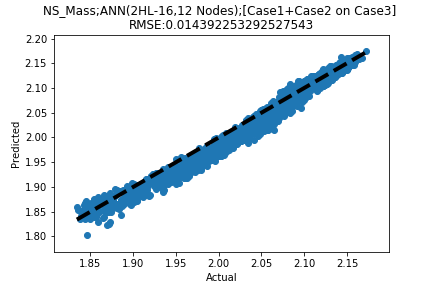 NS_Mass;ANN(2HL-16,12 Nodes);[Case1+Case2 on Case3]
RMSE:0.014392253292527543
2.20
2.15
2.10
2.05
2.00
1.95
1.90
1.85
1.80
Predicted
1.85 1.90 1.95 2.00 2.05 2.10 2.15
Actual